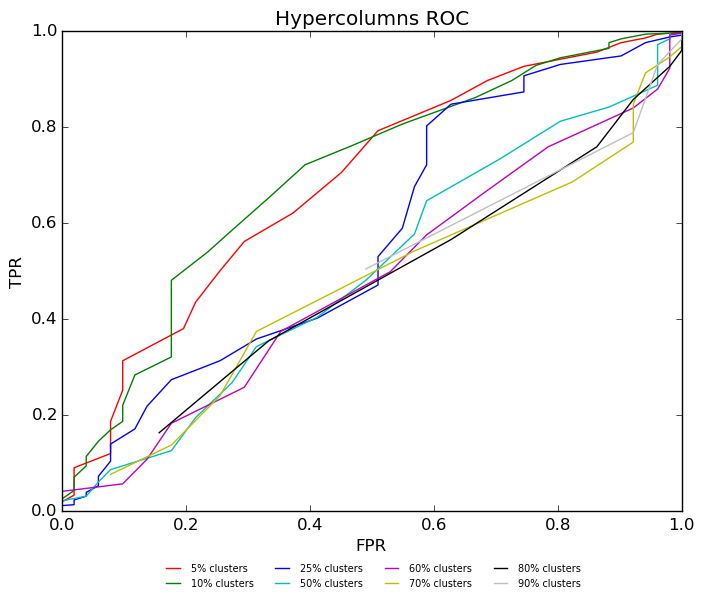 Hypercolumns ROC
1.0
0.8
0.6
0.4
0.2
0.0
TPR
0.0 0.2 0.4 0.6 0.8 1.0
FPR
5% clusters 25% clusters 60% clusters 80% clusters
10% clusters 50% clusters 70% clusters 90% clusters